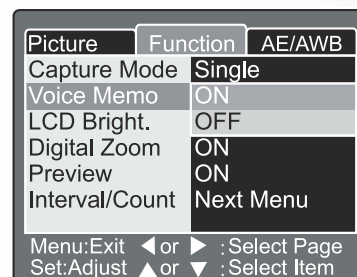 Picture Function AE/AWB
Capture Mode Single
Voice Memo ON
LCD Bright. OFF
Digital Zoom ON
Preview ON
Interval/Count Next Menu
Menu:Exit ◀ or ▶ :Select Page
Set:Adjust ▲ or ▼ :Select Item